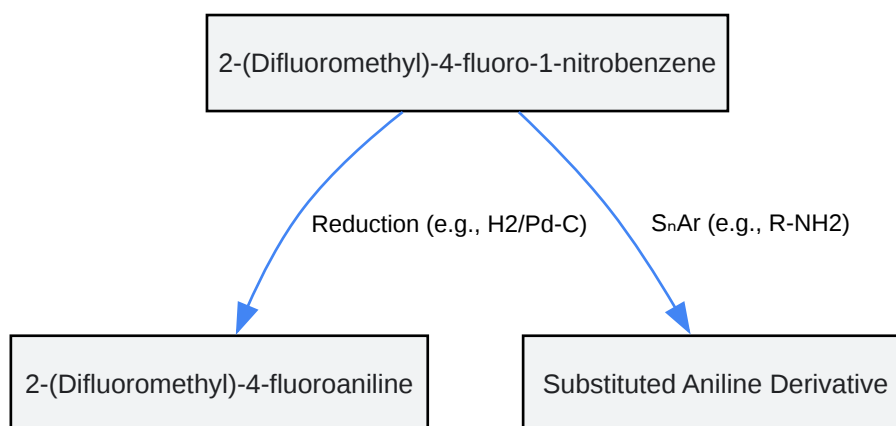 2-(Difluoromethyl)-4-fluoro-1-nitrobenzene
Reduction (e.g., H2/Pd-C)
SₙAr (e.g., R-NH2)
2-(Difluoromethyl)-4-fluoroaniline
Substituted Aniline Derivative